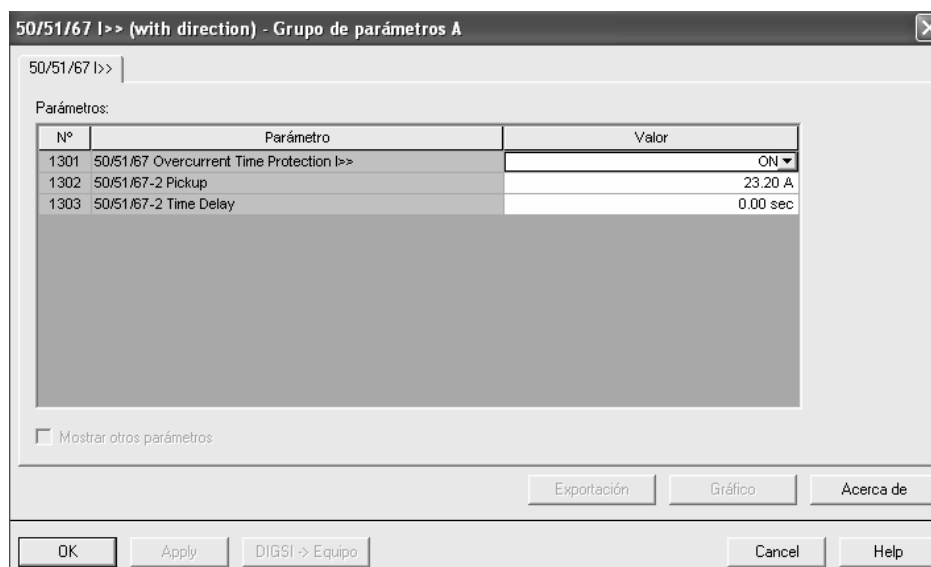 50/51/67 I>> (with direction) - Grupo de parámetros A
50/51/67 I>>
Parámetros:
Nº Parámetro Valor
1301 50/51/67 Overcurrent Time Protection I>> ON
1302 50/51/67-2 Pickup 23.20 A
1303 50/51/67-2 Time Delay 0.00 sec
Mostrar otros parámetros
Exportación Gráfico Acerca de
OK Apply DIGSI -> Equipo Cancel Help